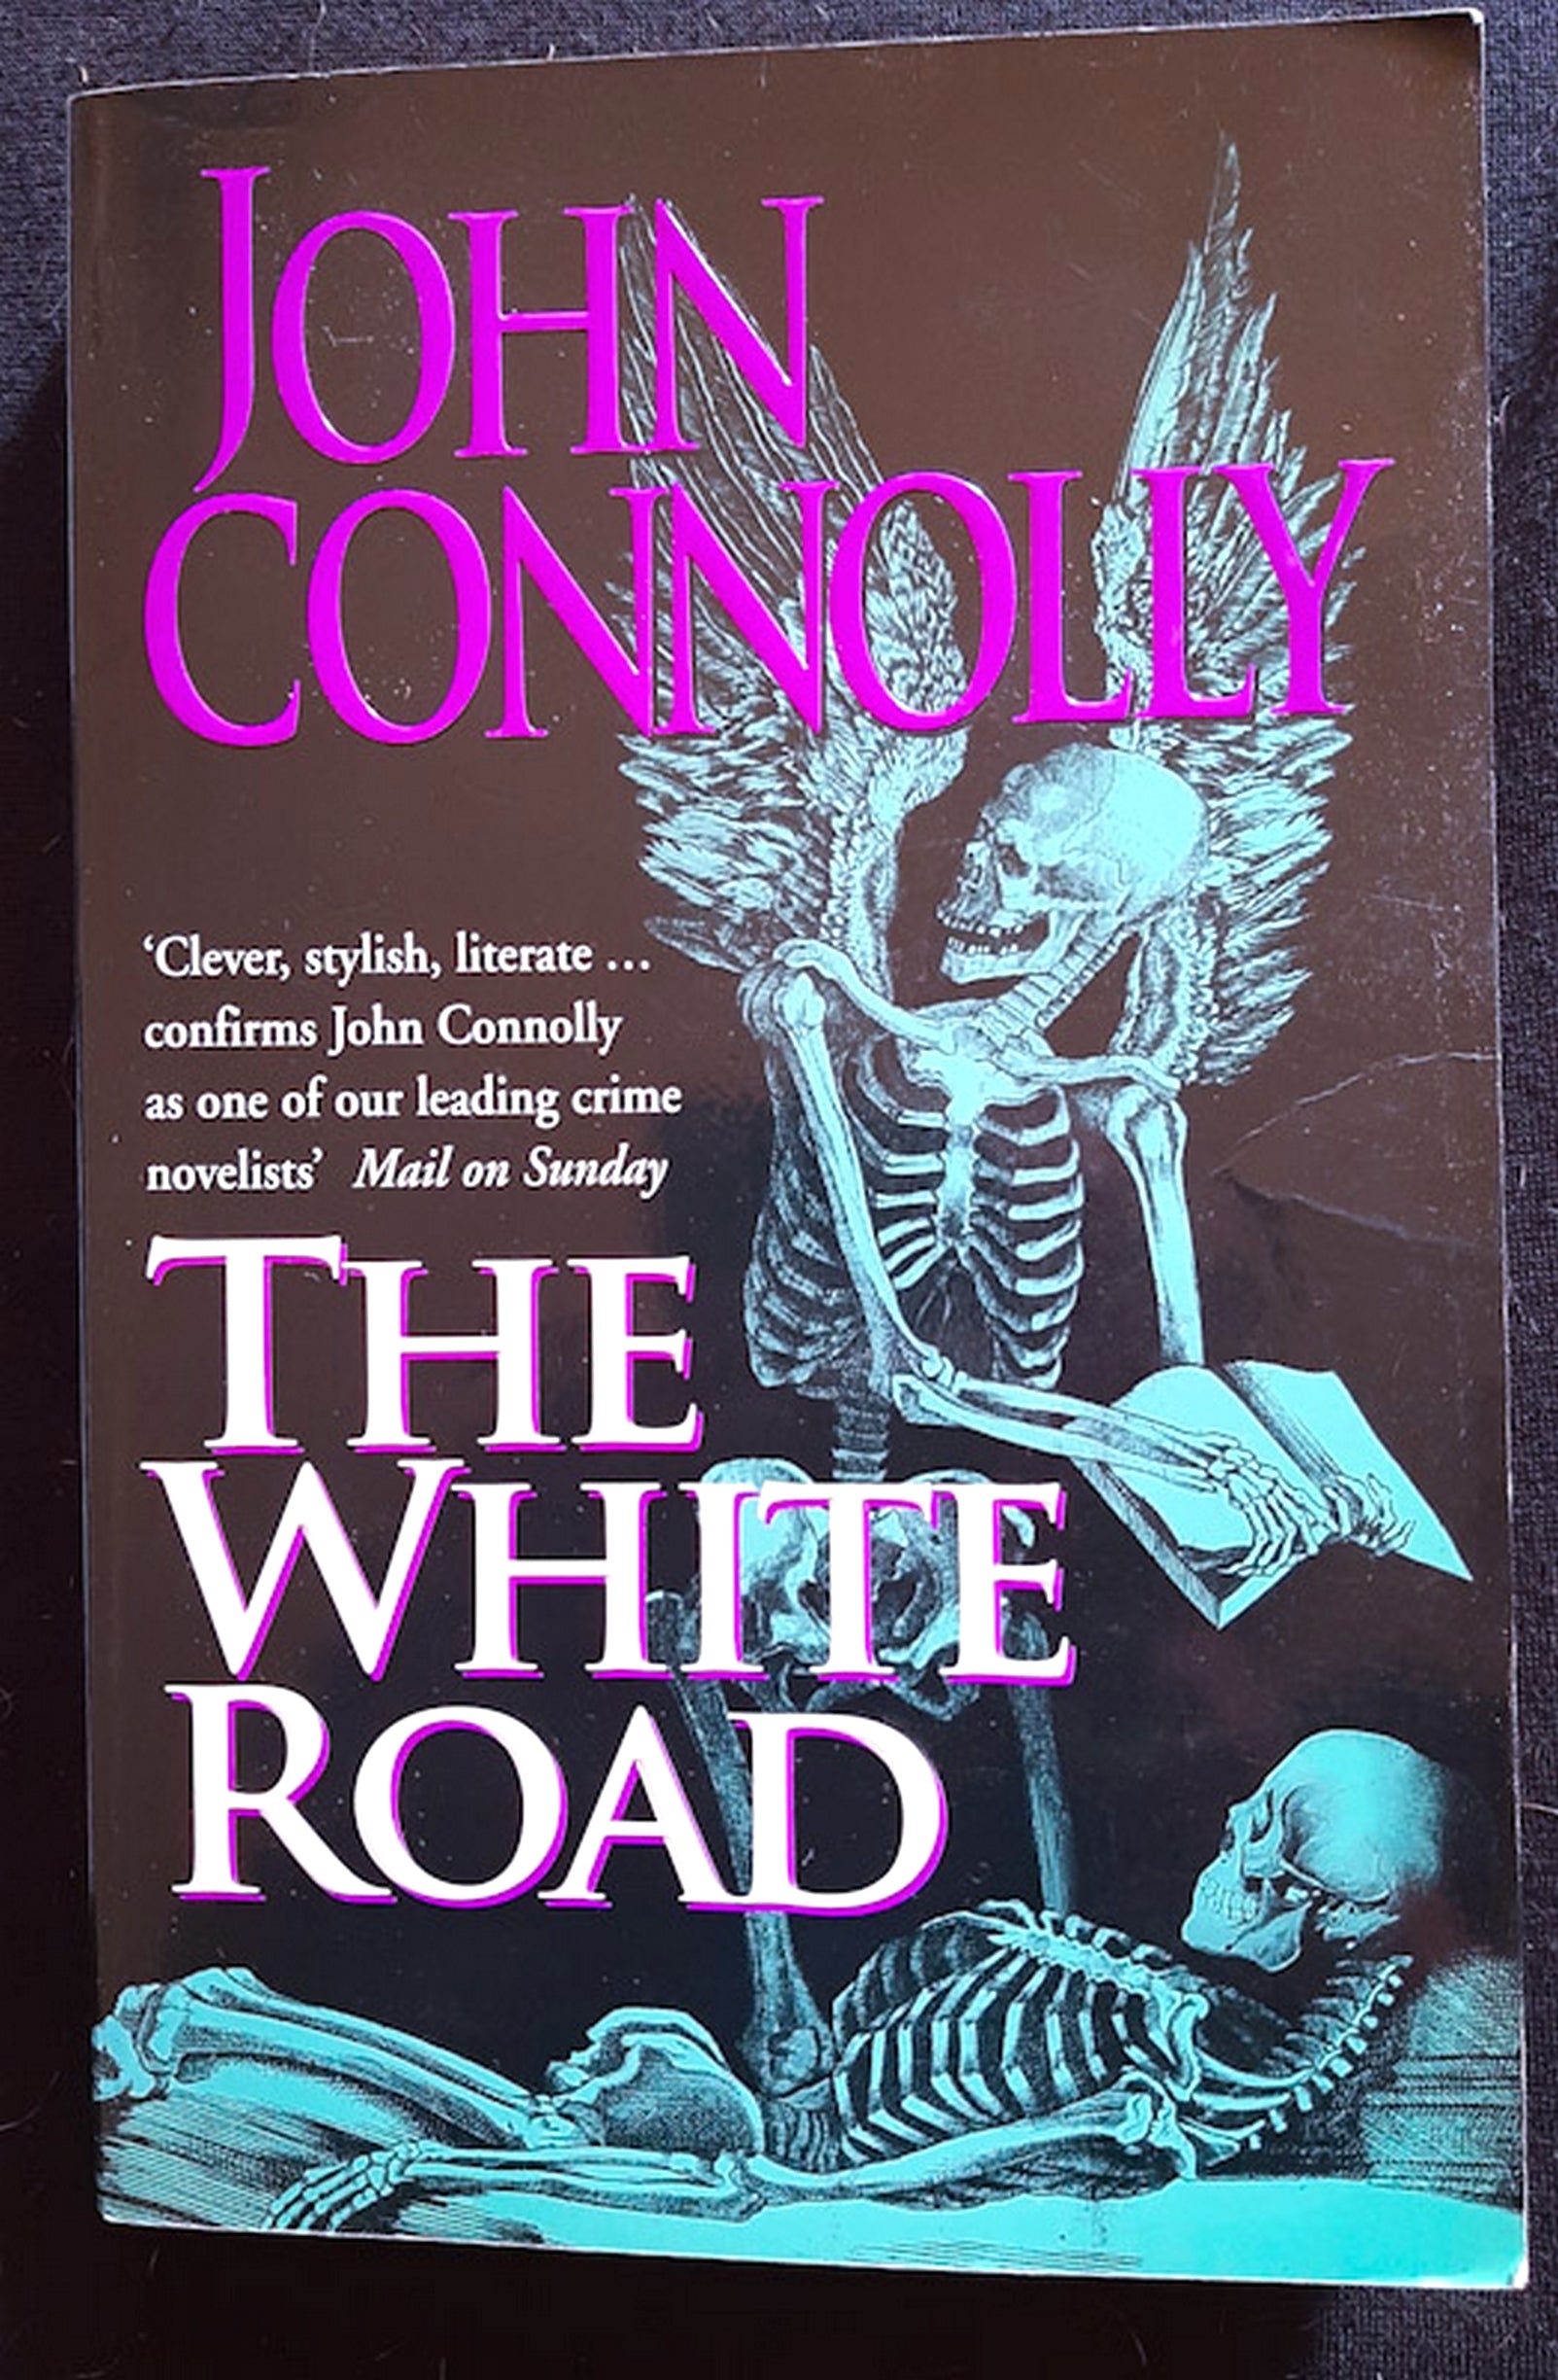 JOHN
CONNOLLY
‘Clever, stylish, literate ...
confirms John Connolly
as one of our leading crime
novelists’ Mail on Sunday
THE
WHITE
ROAD